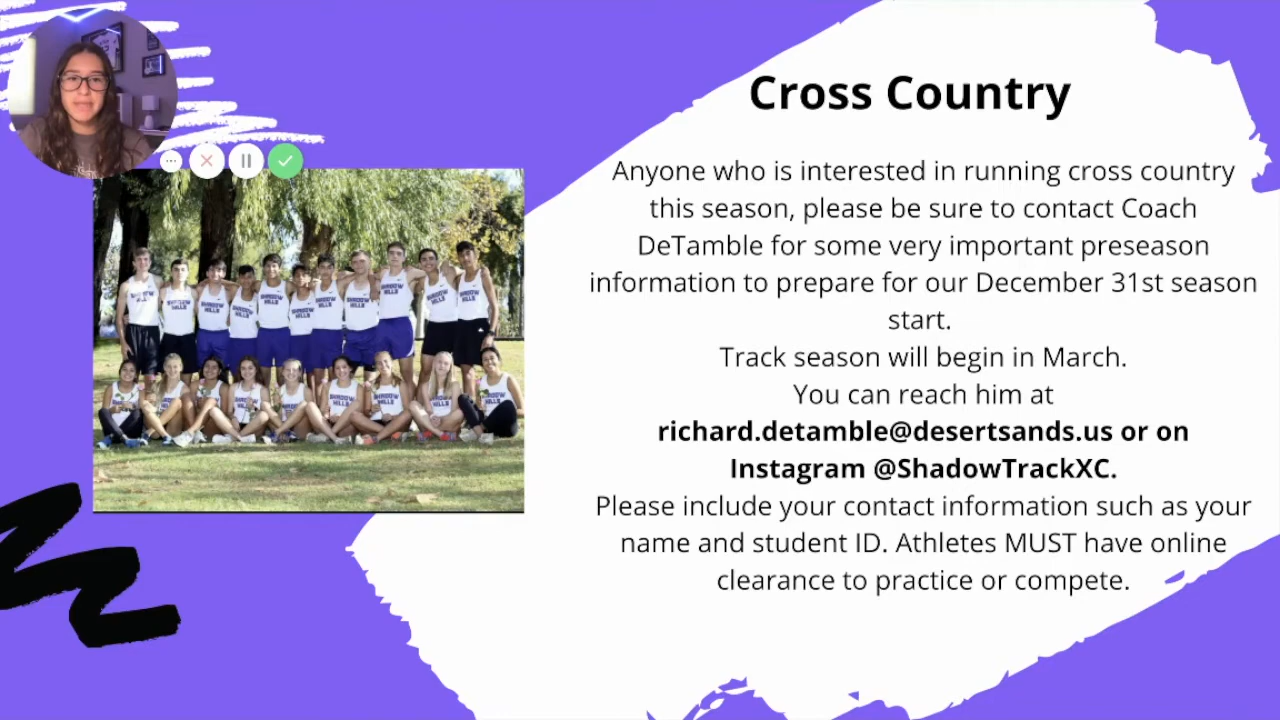 Cross Country
Anyone who is interested in running cross country
this season, please be sure to contact Coach
DeTamble for some very important preseason
information to prepare for our December 31st season
start.
Track season will begin in March.
You can reach him at
richard.detamble@desertsands.us or on
Instagram @ShadowTrackXC.
Please include your contact information such as your
name and student ID. Athletes MUST have online
clearance to practice or compete.
SHADOW
HILLS